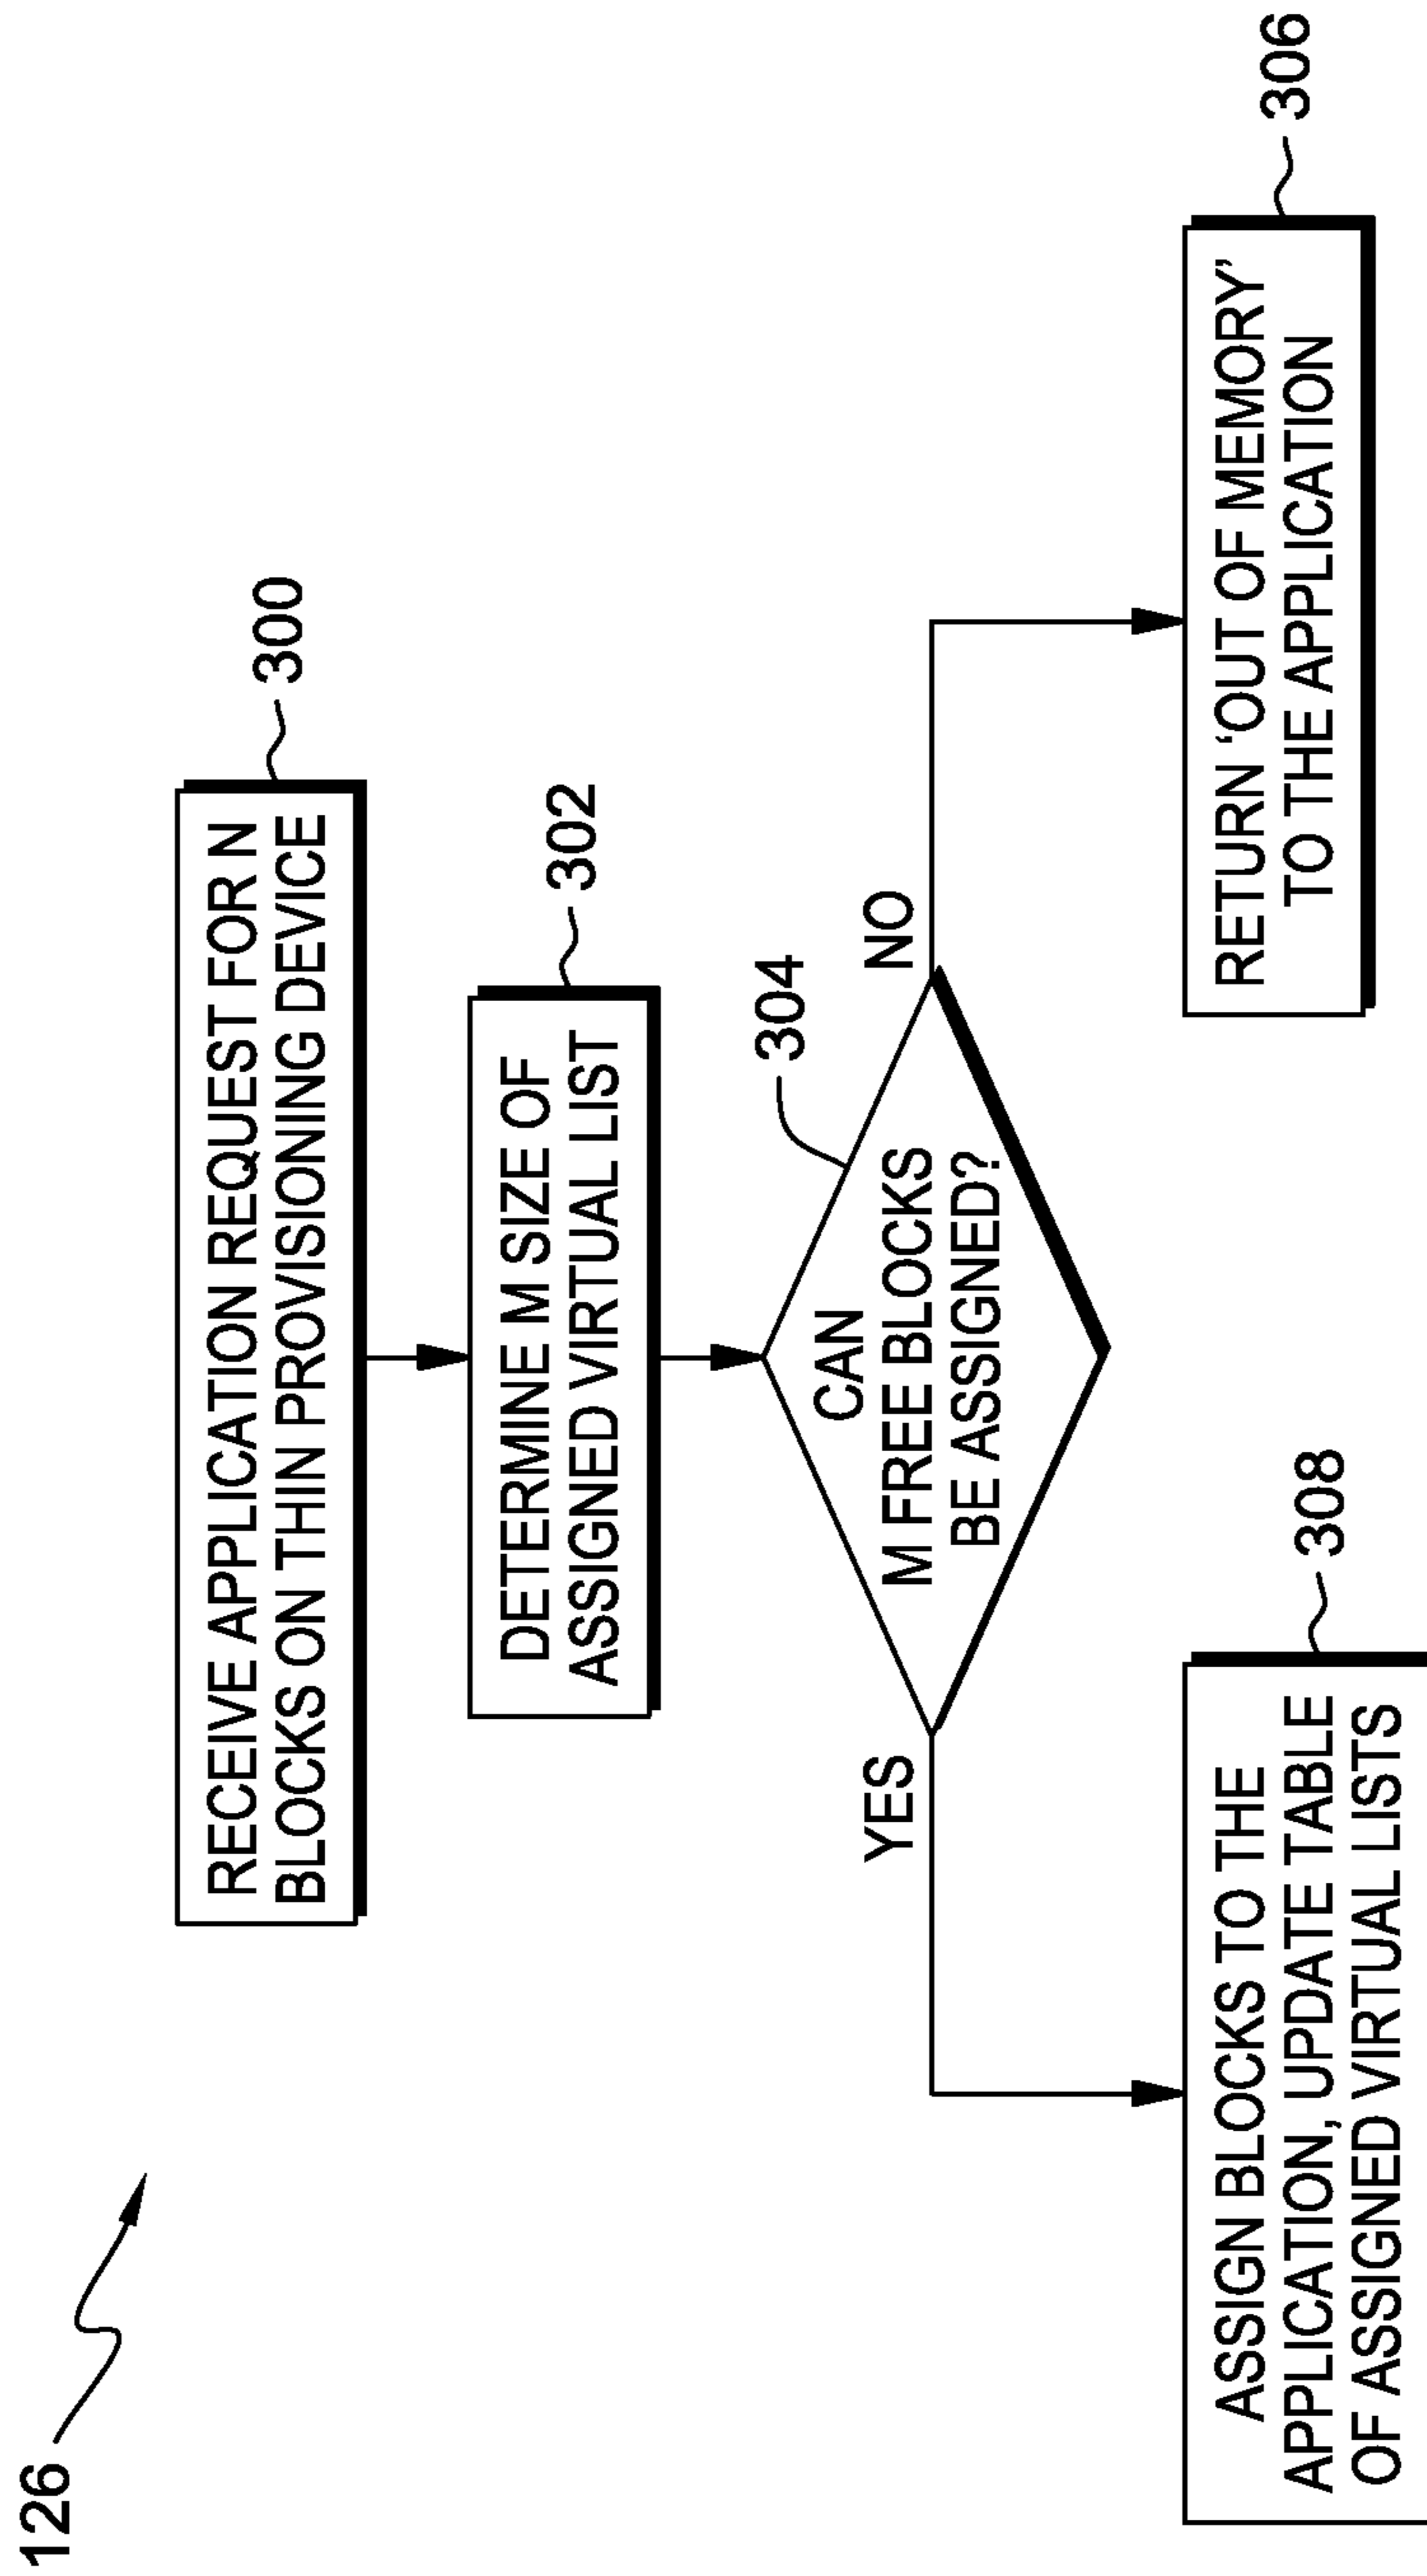 126
RECEIVE APPLICATION REQUEST FOR N
BLOCKS ON THIN PROVISIONING DEVICE
300
DETERMINE M SIZE OF
ASSIGNED VIRTUAL LIST
302
304
CAN
M FREE BLOCKS
BE ASSIGNED?
YES
NO
ASSIGN BLOCKS TO THE
APPLICATION, UPDATE TABLE
OF ASSIGNED VIRTUAL LISTS
308
RETURN ‘OUT OF MEMORY’
TO THE APPLICATION
306